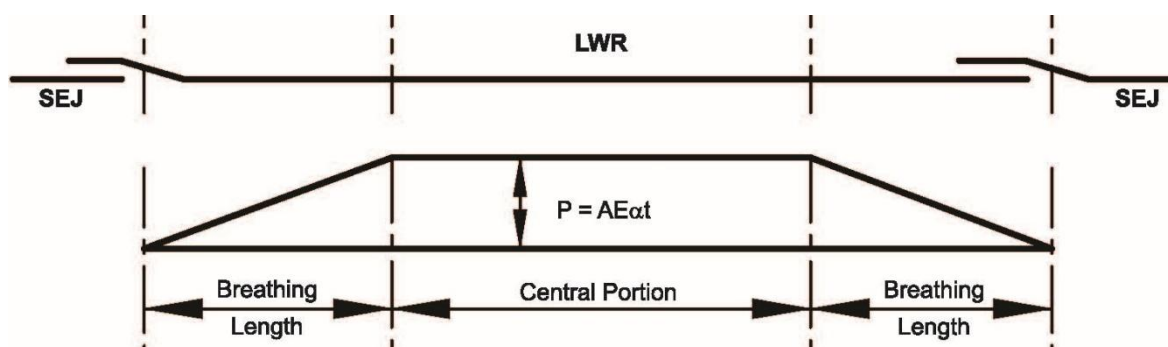 LWR
SEJ
SEJ
P = AEαt
Breathing
Length
Central Portion
Breathing
Length